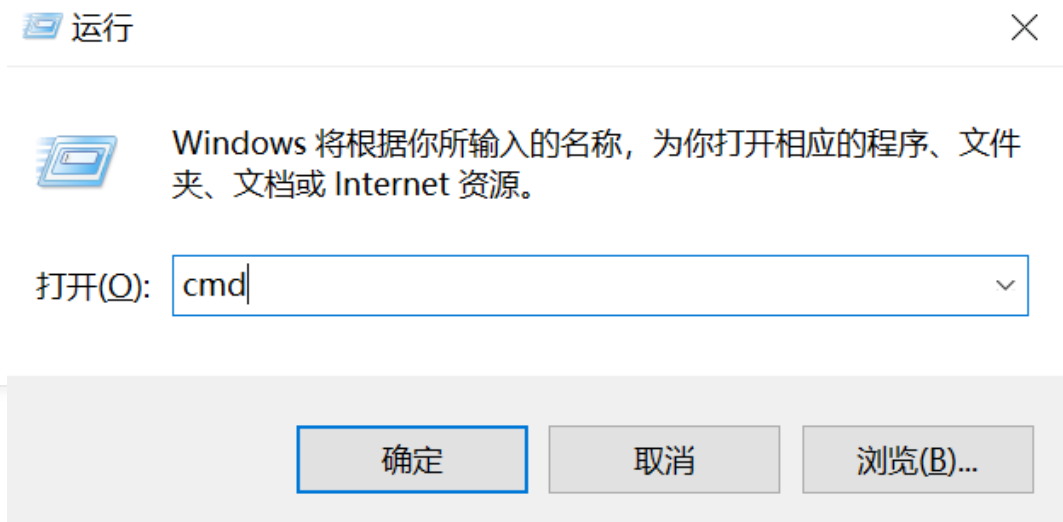 运行
Windows 将根据你所输入的名称，为你打开相应的程序、文件
夹、文档或 Internet 资源。
打开(O): cmd
确定 取消 浏览(B)...